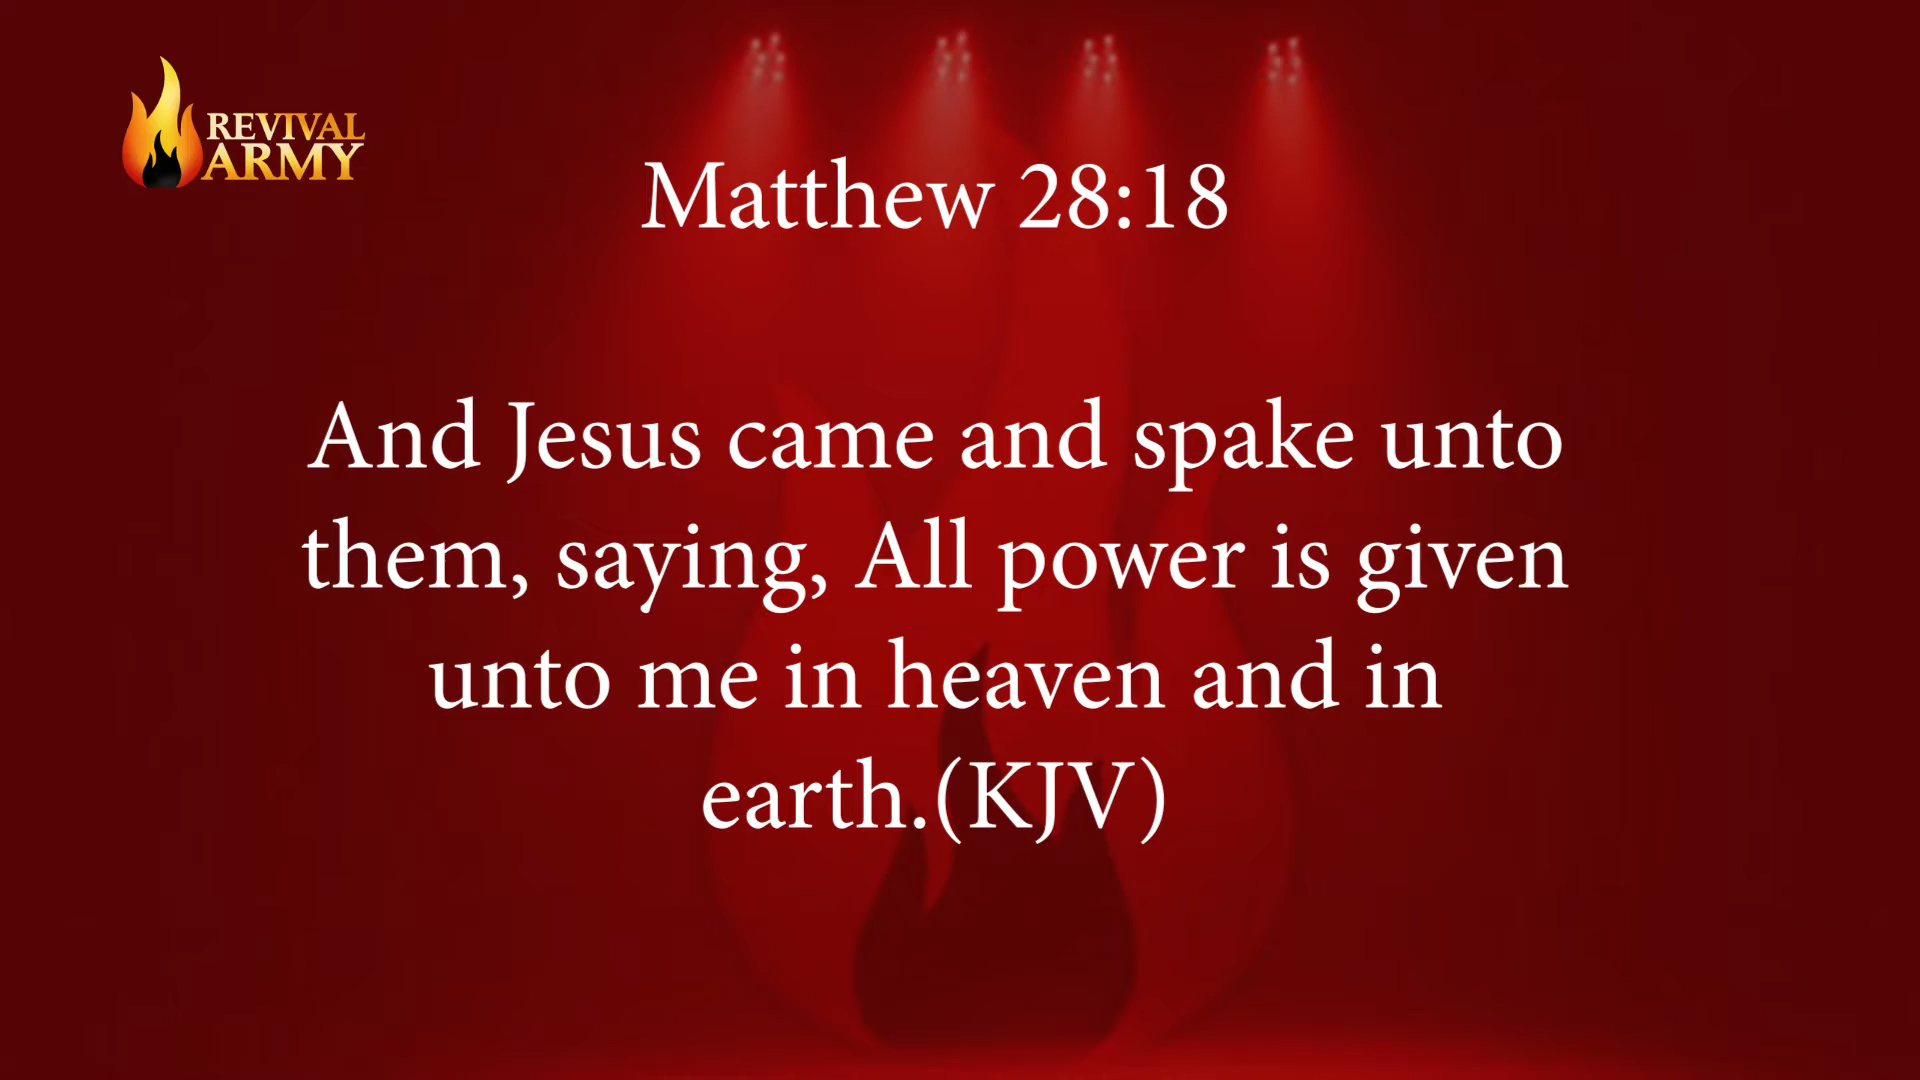 REVIVAL
ARMY
Matthew 28:18
And Jesus came and spake unto
them, saying, All power is given
unto me in heaven and in
earth.(KJV)